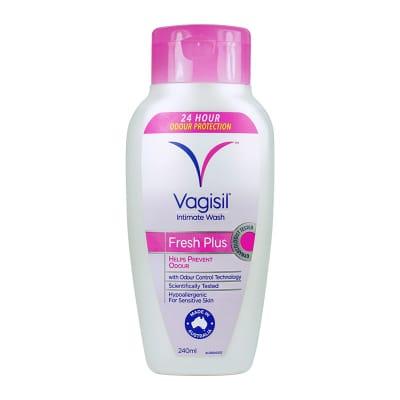 24 HOUR
ODOUR PROTECTION
Vagisil
Intimate Wash
Fresh Plus
HELPS PREVENT
ODOUR
with Odour Control Technology
Scientifically Tested
Hypoallergenic
For Sensitive Skin
MADE IN
AUSTRALIA
240ml